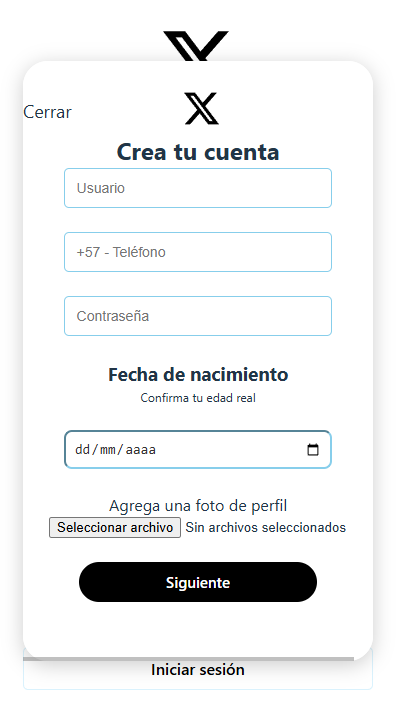 Cerrar
Crea tu cuenta
Usuario
+57 - Teléfono
Contraseña
Fecha de nacimiento
Confirma tu edad real
dd/mm/aaaa
Agrega una foto de perfil
Seleccionar archivo Sin archivos seleccionados
Siguiente
Iniciar sesión